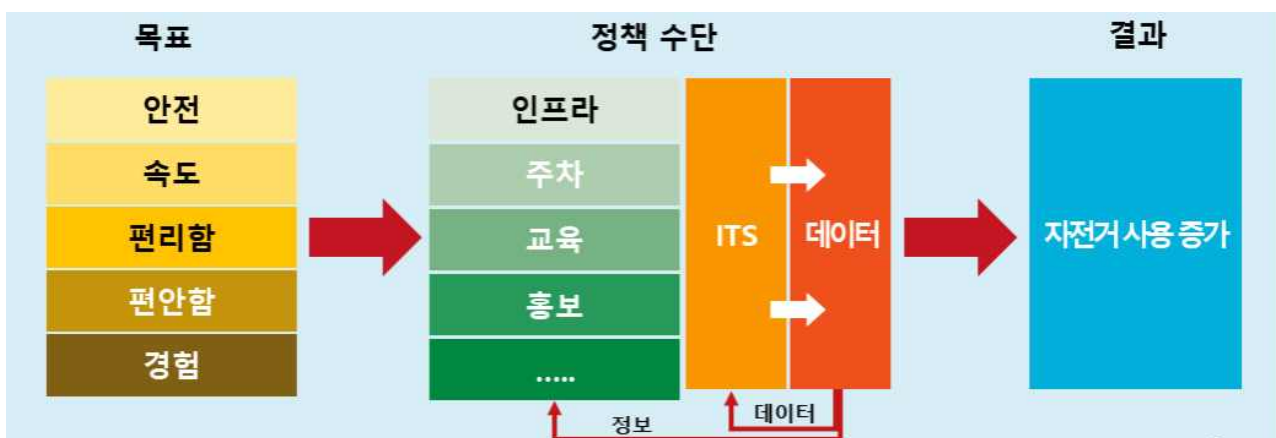 목표
정책 수단
결과
안전
속도
편리함
편안함
경험
인프라
주차
교육
홍보
.....
ITS
데이터
자전거 사용 증가
데이터
정보